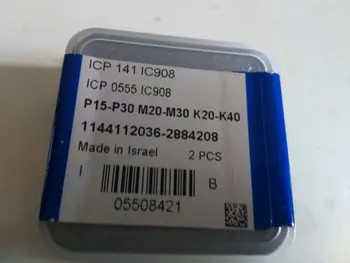 ICP 141 IC908
ICP 0555 IC908
P15-P30 M20-M30 K20-K40
1144112036-2884208
Made in Israel 2 PCS
I B
05508421